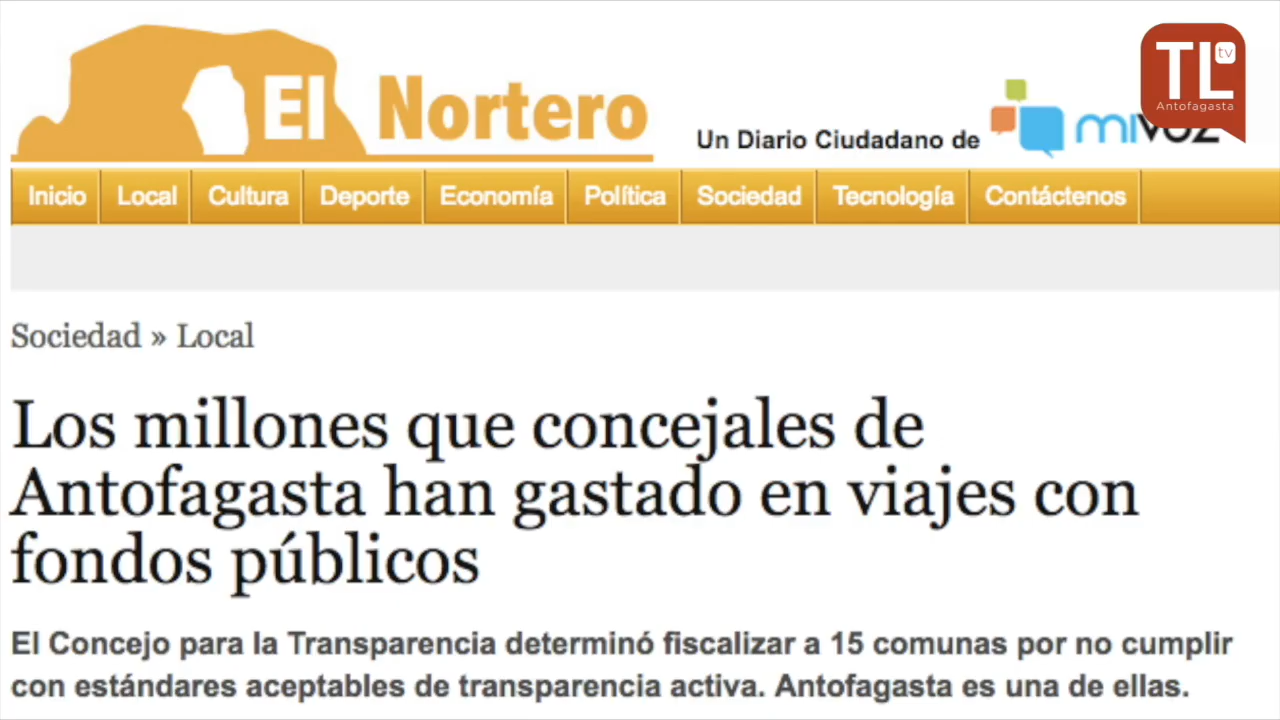 El Nortero
Un Diario Ciudadano de mivoz
TL tv
Antofagasta
Inicio Local Cultura Deporte Economía Política Sociedad Tecnología Contáctenos
Sociedad » Local
Los millones que concejales de
Antofagasta han gastado en viajes con
fondos públicos
El Concejo para la Transparencia determinó fiscalizar a 15 comunas por no cumplir
con estándares aceptables de transparencia activa. Antofagasta es una de ellas.